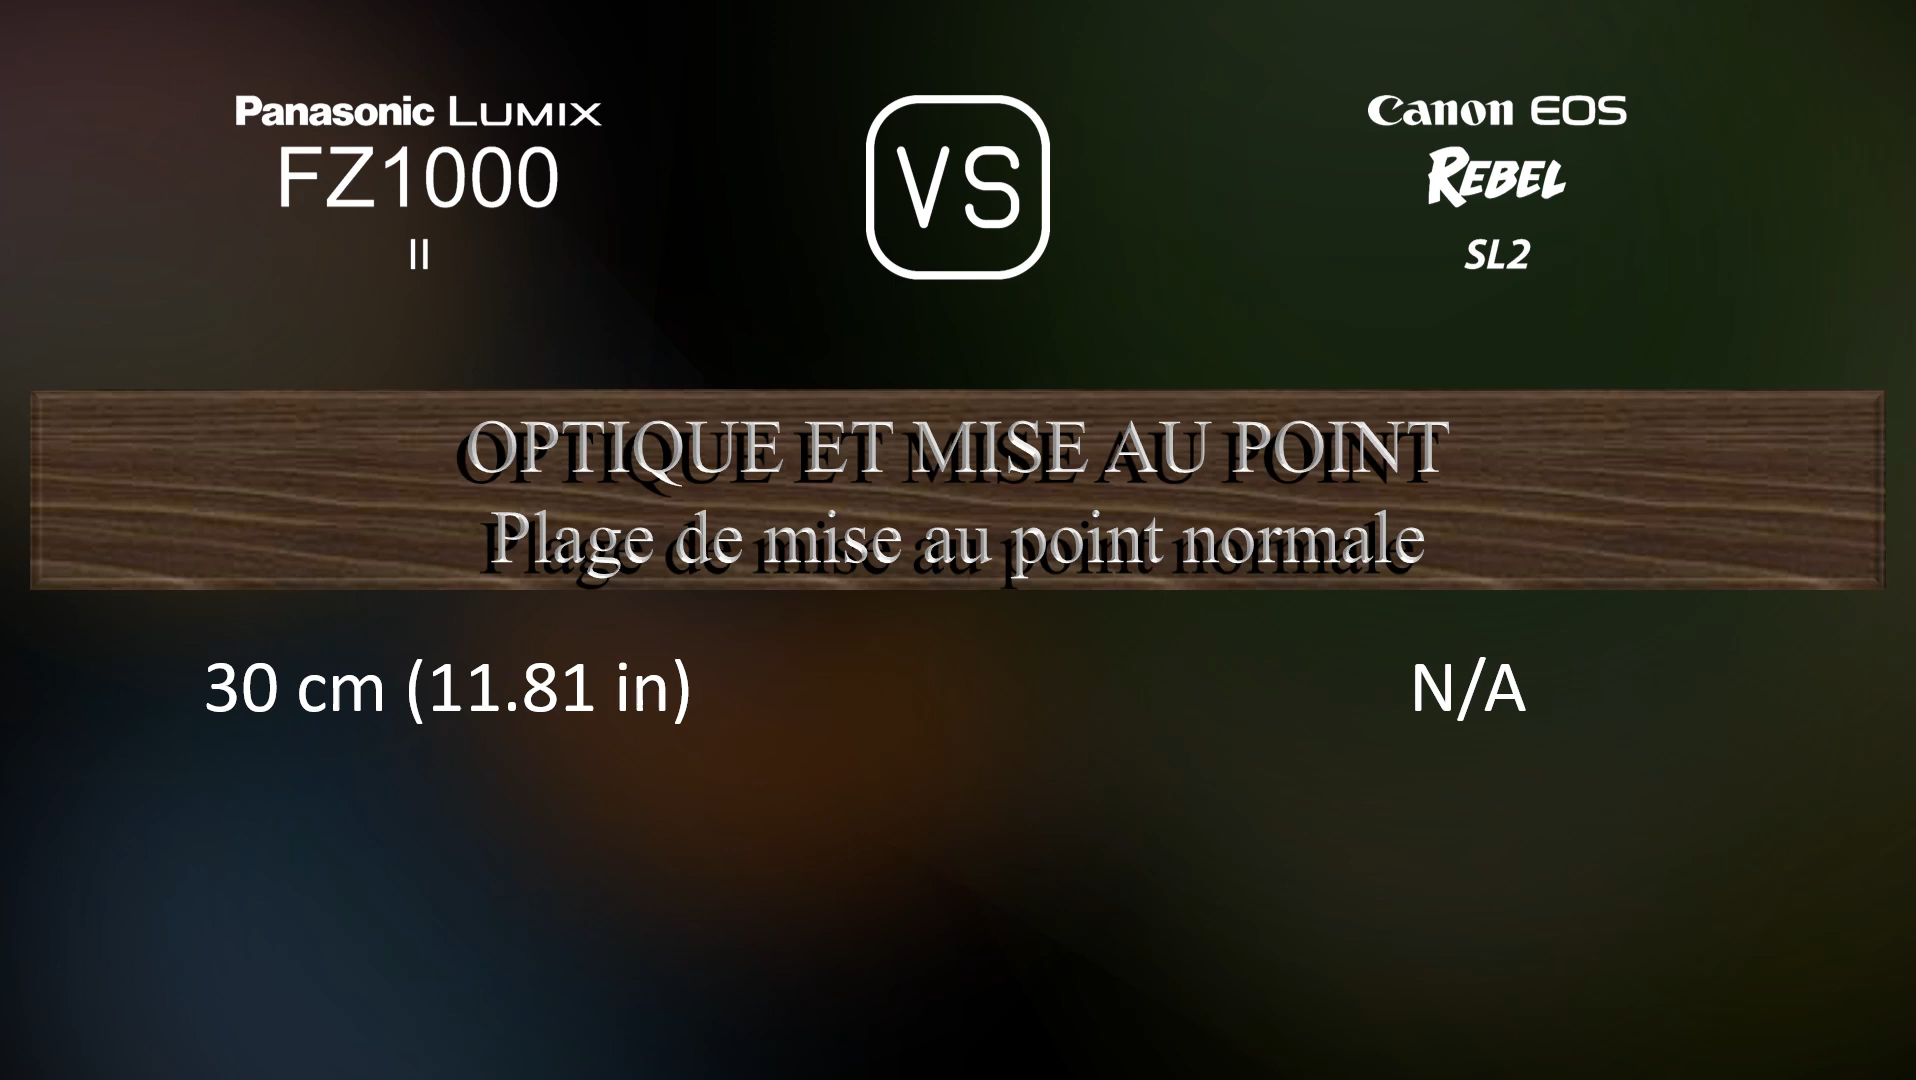 Panasonic LUMIX
FZ1000
II
VS
Canon EOS
REBEL
SL2
OPTIQUE ET MISE AU POINT
Plage de mise au point normale
30 cm (11.81 in)
N/A